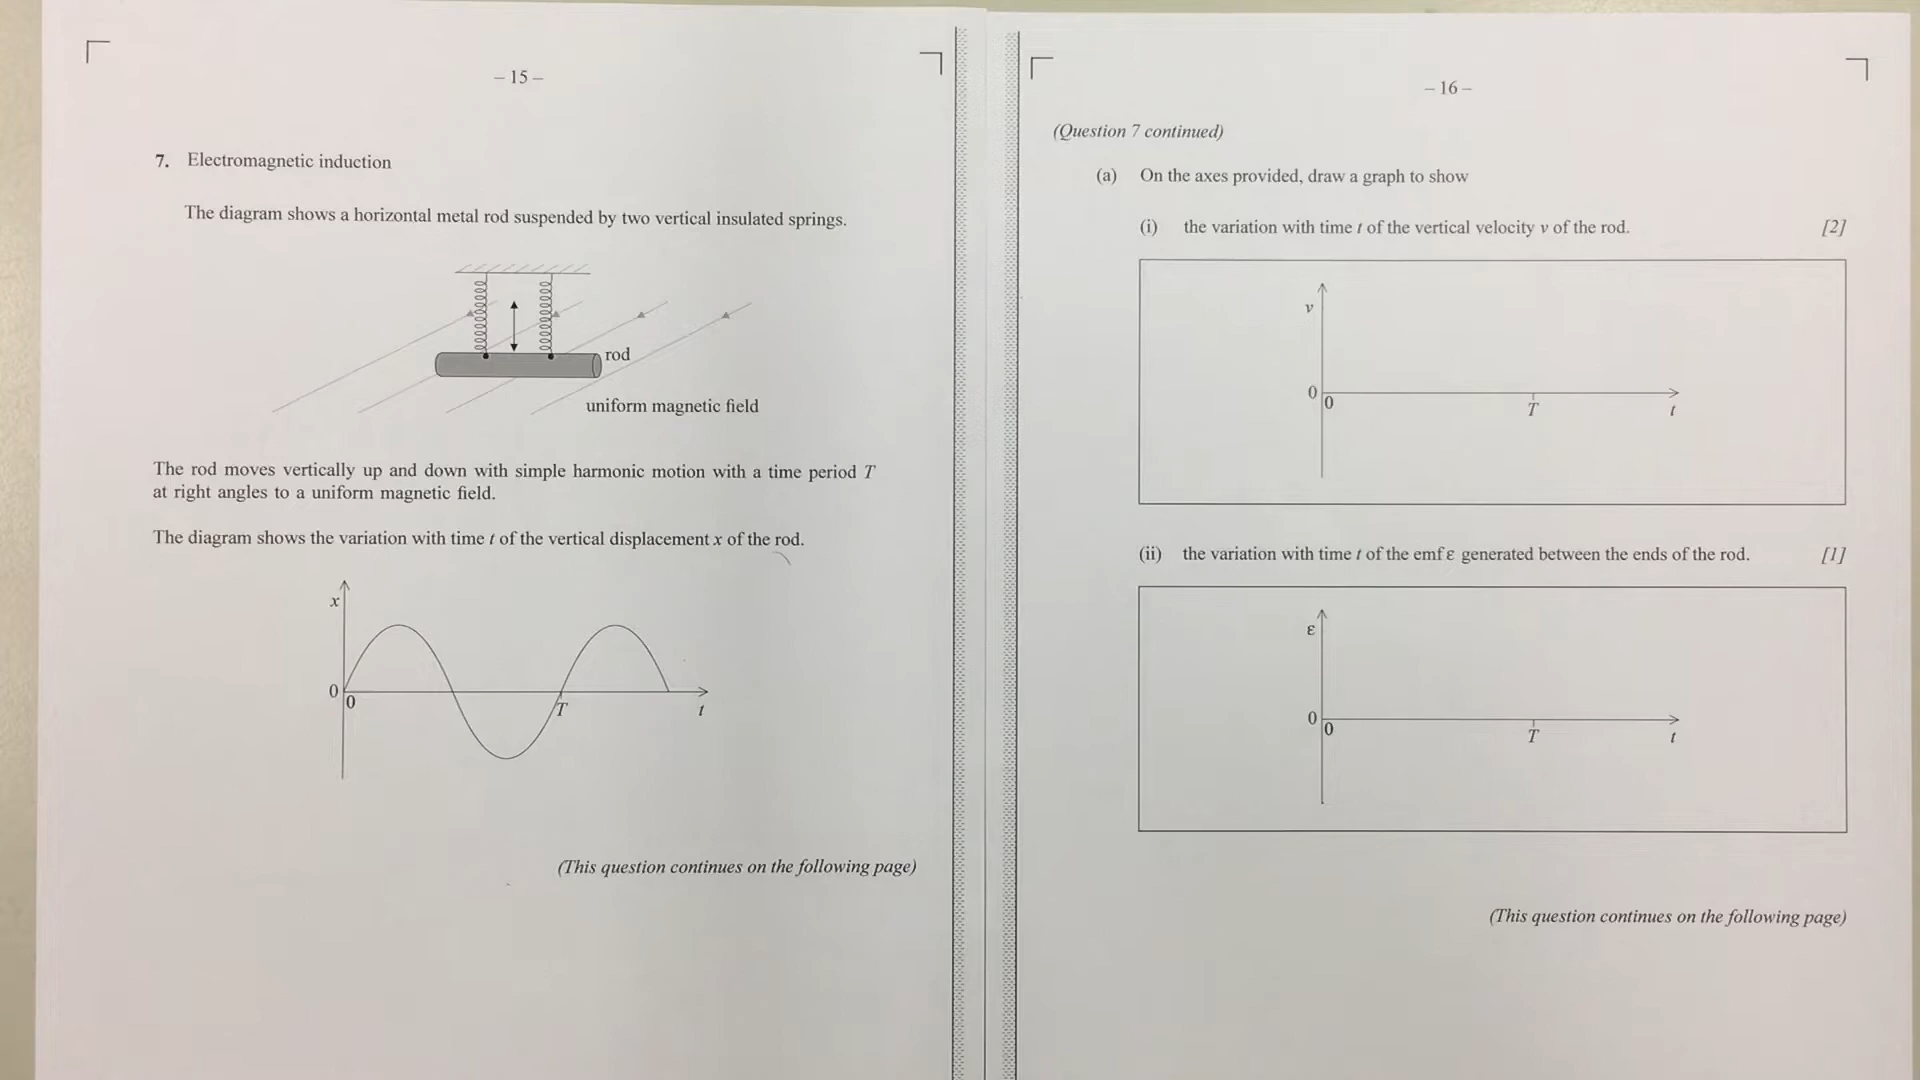 – 15 –
7. Electromagnetic induction
The diagram shows a horizontal metal rod suspended by two vertical insulated springs.
rod
uniform magnetic field
The rod moves vertically up and down with simple harmonic motion with a time period T
at right angles to a uniform magnetic field.
The diagram shows the variation with time t of the vertical displacement x of the rod.
x
0
0
T
t
(This question continues on the following page)
– 16 –
(Question 7 continued)
(a) On the axes provided, draw a graph to show
(i) the variation with time t of the vertical velocity v of the rod. [2]
v
0
0
T
t
(ii) the variation with time t of the emf ε generated between the ends of the rod. [1]
ε
0
0
T
t
(This question continues on the following page)